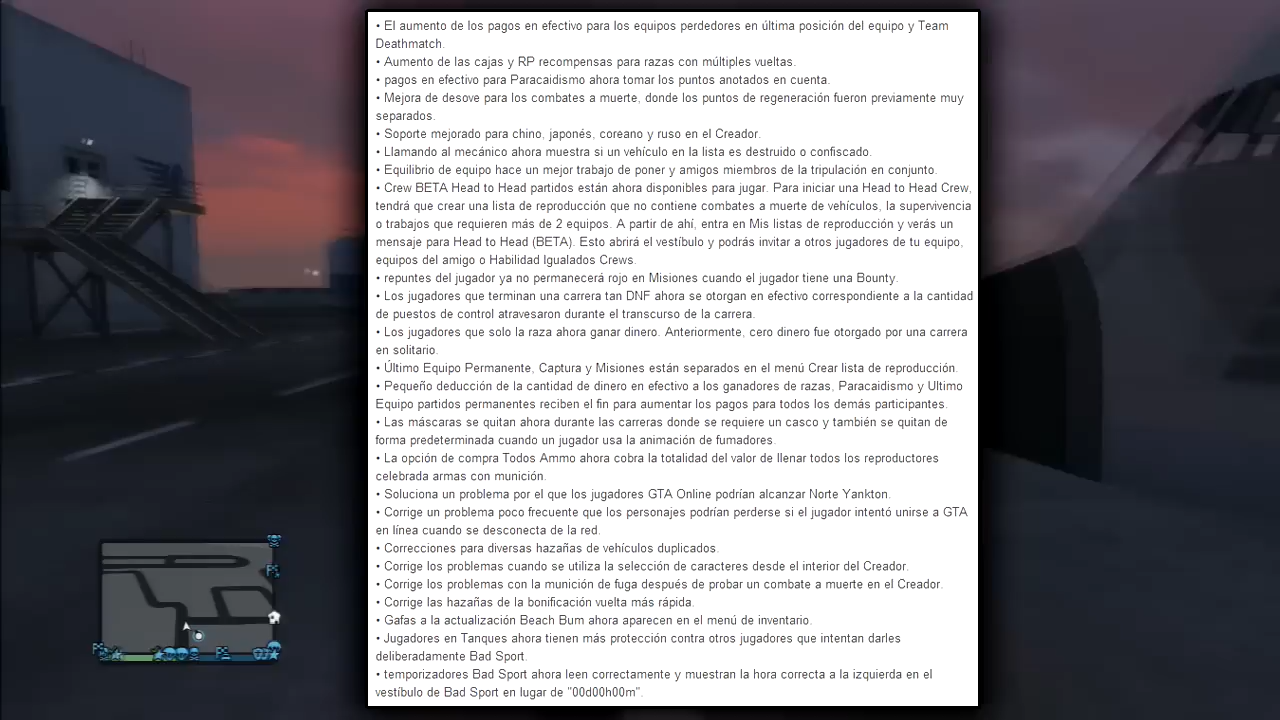 • El aumento de los pagos en efectivo para los equipos perdedores en última posición del equipo y Team
Deathmatch.
• Aumento de las cajas y RP recompensas para razas con múltiples vueltas.
• pagos en efectivo para Paracaidismo ahora tomar los puntos anotados en cuenta.
• Mejora de desove para los combates a muerte, donde los puntos de regeneración fueron previamente muy
separados.
• Soporte mejorado para chino, japonés, coreano y ruso en el Creador.
• Llamando al mecánico ahora muestra si un vehículo en la lista es destruido o confiscado.
• Equilibrio de equipo hace un mejor trabajo de poner y amigos miembros de la tripulación en conjunto.
• Crew BETA Head to Head partidos están ahora disponibles para jugar. Para iniciar una Head to Head Crew,
tendrá que crear una lista de reproducción que no contiene combates a muerte de vehículos, la supervivencia
o trabajos que requieren más de 2 equipos. A partir de ahí, entra en Mis listas de reproducción y verás un
mensaje para Head to Head (BETA). Esto abrirá el vestíbulo y podrás invitar a otros jugadores de tu equipo,
equipos del amigo o Habilidad Igualados Crews.
• repuntes del jugador ya no permanecerá rojo en Misiones cuando el jugador tiene una Bounty.
• Los jugadores que terminan una carrera tan DNF ahora se otorgan en efectivo correspondiente a la cantidad
de puestos de control atravesaron durante el transcurso de la carrera.
• Los jugadores que solo la raza ahora ganar dinero. Anteriormente, cero dinero fue otorgado por una carrera
en solitario.
• Último Equipo Permanente, Captura y Misiones están separados en el menú Crear lista de reproducción.
• Pequeño deducción de la cantidad de dinero en efectivo a los ganadores de razas, Paracaidismo y Ultimo
Equipo partidos permanentes reciben el fin para aumentar los pagos para todos los demás participantes.
• Las máscaras se quitan ahora durante las carreras donde se requiere un casco y también se quitan de
forma predeterminada cuando un jugador usa la animación de fumadores.
• La opción de compra Todos Ammo ahora cobra la totalidad del valor de llenar todos los reproductores
celebrada armas con munición.
• Soluciona un problema por el que los jugadores GTA Online podrían alcanzar Norte Yankton.
• Corrige un problema poco frecuente que los personajes podrían perderse si el jugador intentó unirse a GTA
en línea cuando se desconecta de la red.
• Correcciones para diversas hazañas de vehículos duplicados.
• Corrige los problemas cuando se utiliza la selección de caracteres desde el interior del Creador.
• Corrige los problemas con la munición de fuga después de probar un combate a muerte en el Creador.
• Corrige las hazañas de la bonificación vuelta más rápida.
• Gafas a la actualización Beach Bum ahora aparecen en el menú de inventario.
• Jugadores en Tanques ahora tienen más protección contra otros jugadores que intentan darles
deliberadamente Bad Sport.
• temporizadores Bad Sport ahora leen correctamente y muestran la hora correcta a la izquierda en el
vestíbulo de Bad Sport en lugar de "00d00h00m".